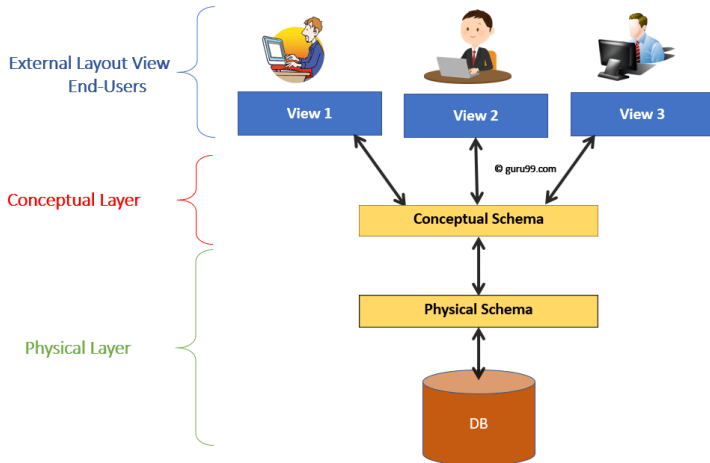 External Layout View
End-Users
View 1
View 2
View 3
© guru99.com
Conceptual Layer
Conceptual Schema
Physical Schema
Physical Layer
DB